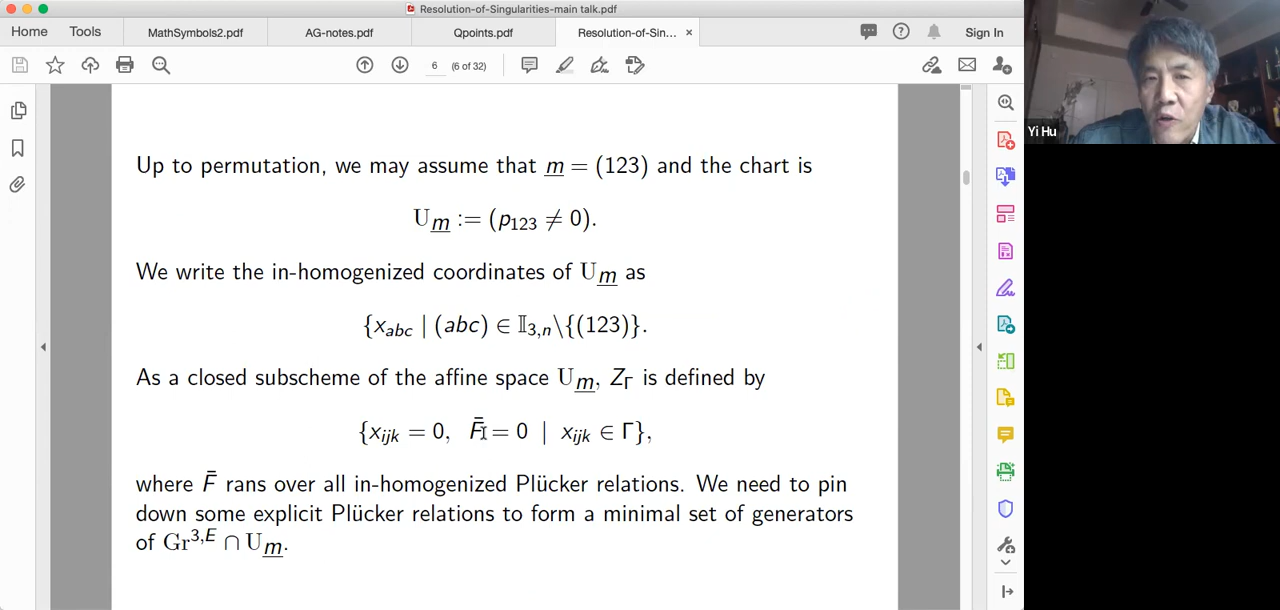 Resolution-of-Singularities-main talk.pdf
Home Tools MathSymbols2.pdf AG-notes.pdf Qpoints.pdf Resolution-of-Sin... × Sign In
6 (6 of 32)
Yi Hu
Up to permutation, we may assume that m = (123) and the chart is
U_m := (p_123 ≠ 0).
We write the in-homogenized coordinates of U_m as
{x_abc | (abc) ∈ 𝕀_3,n\{(123)}.
As a closed subscheme of the affine space U_m, Z_Γ is defined by
{x_ijk = 0, F̄ = 0 | x_ijk ∈ Γ},
where F̄ rans over all in-homogenized Plücker relations. We need to pin
down some explicit Plücker relations to form a minimal set of generators
of Gr^3,E ∩ U_m.